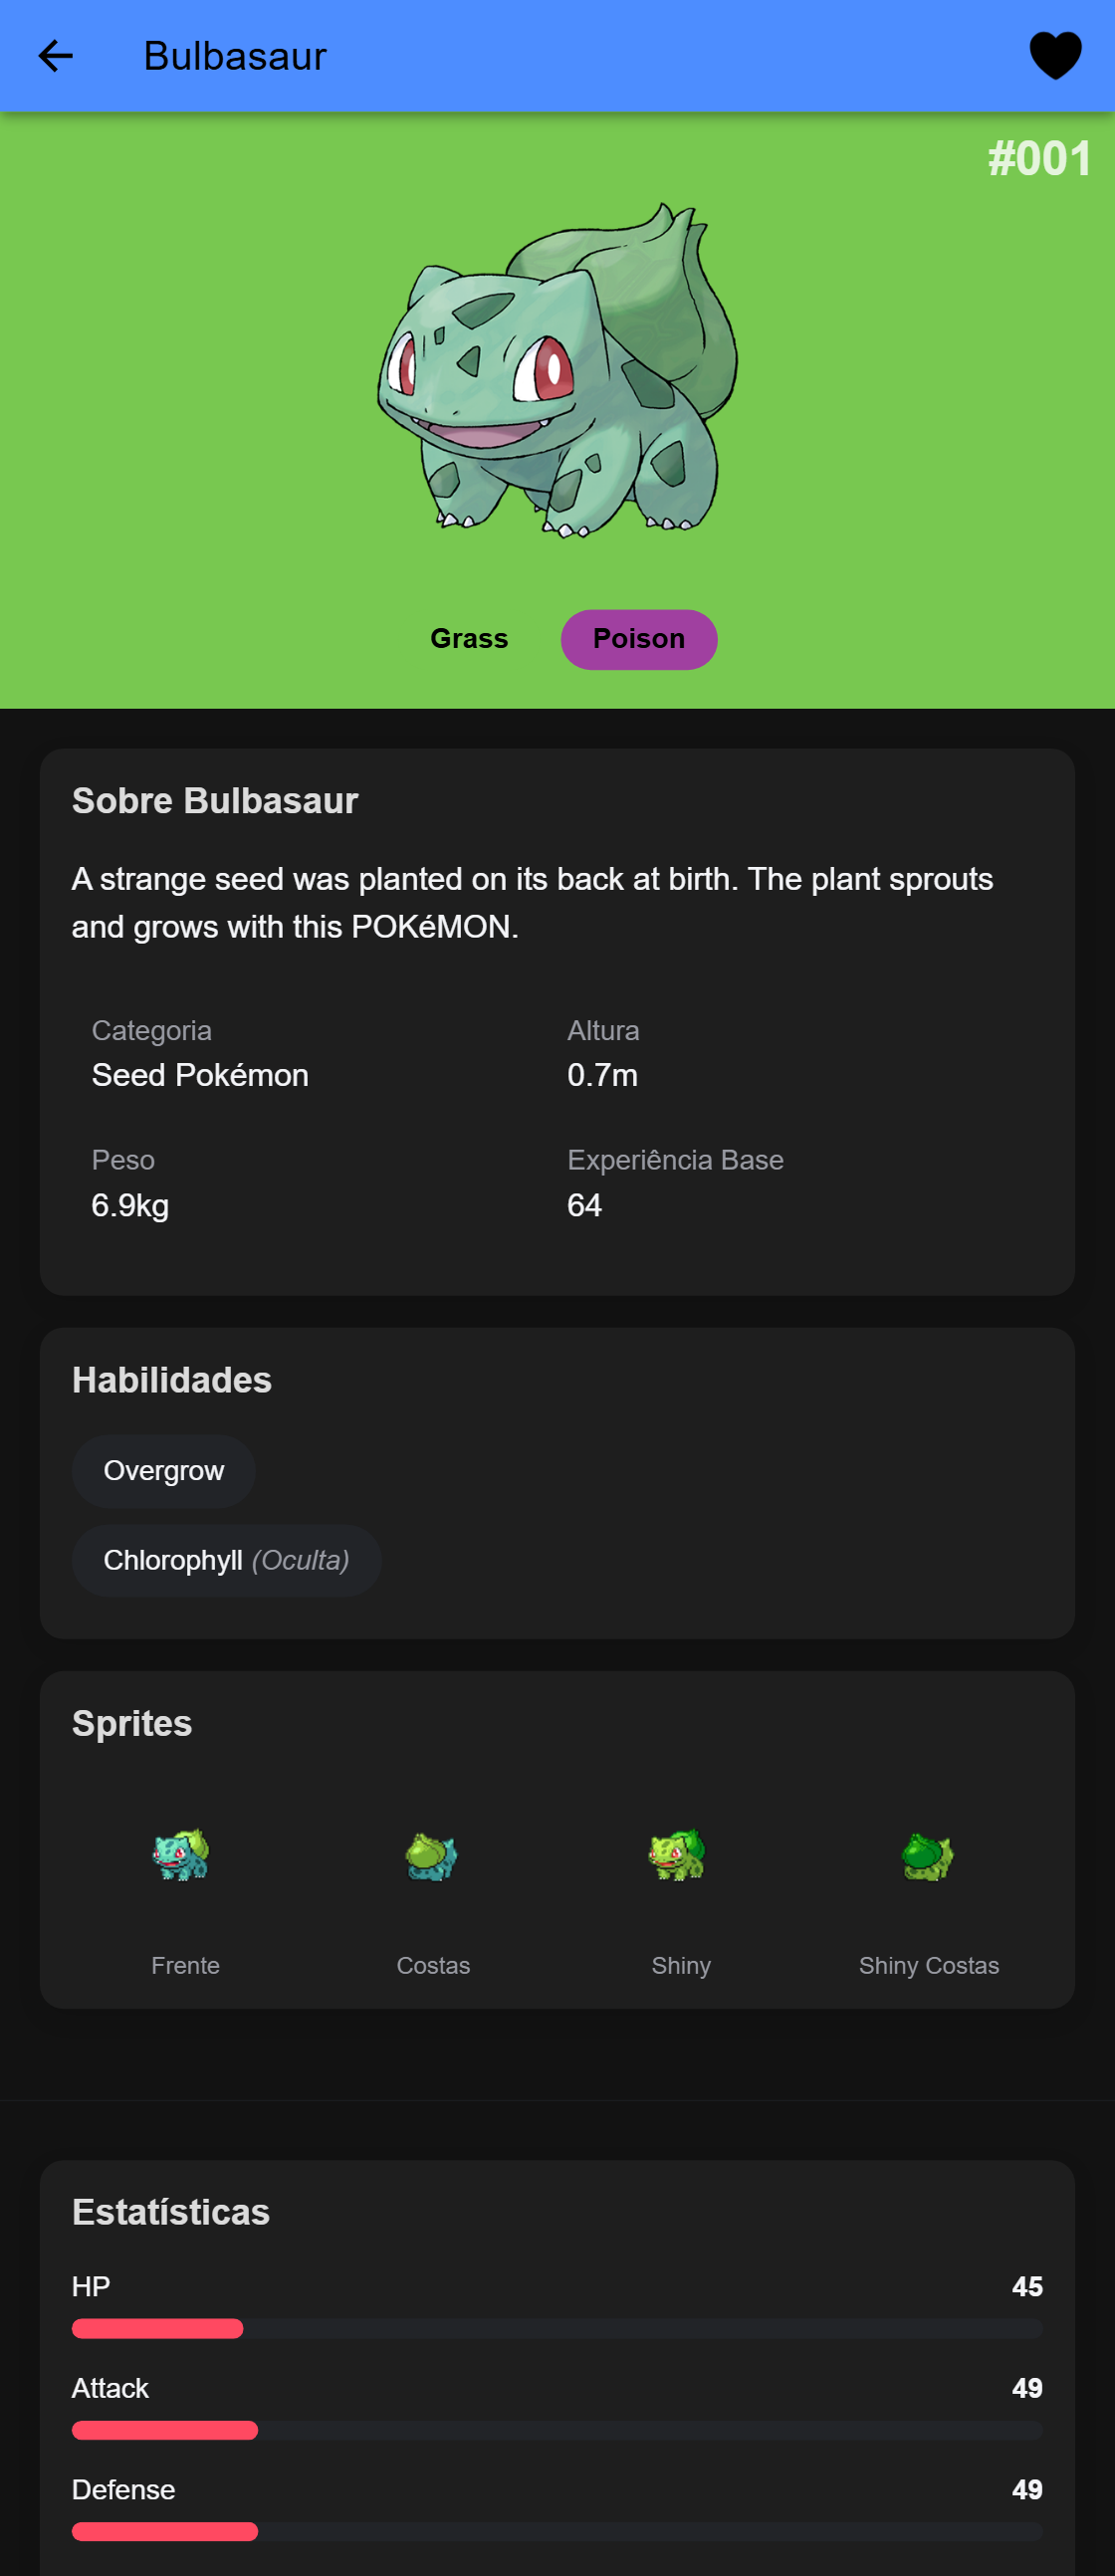 Bulbasaur
#001
Grass Poison
Sobre Bulbasaur
A strange seed was planted on its back at birth. The plant sprouts
and grows with this POKéMON.
Categoria Altura
Seed Pokémon 0.7m
Peso Experiência Base
6.9kg 64
Habilidades
Overgrow
Chlorophyll (Oculta)
Sprites
Frente Costas Shiny Shiny Costas
Estatísticas
HP 45
Attack 49
Defense 49